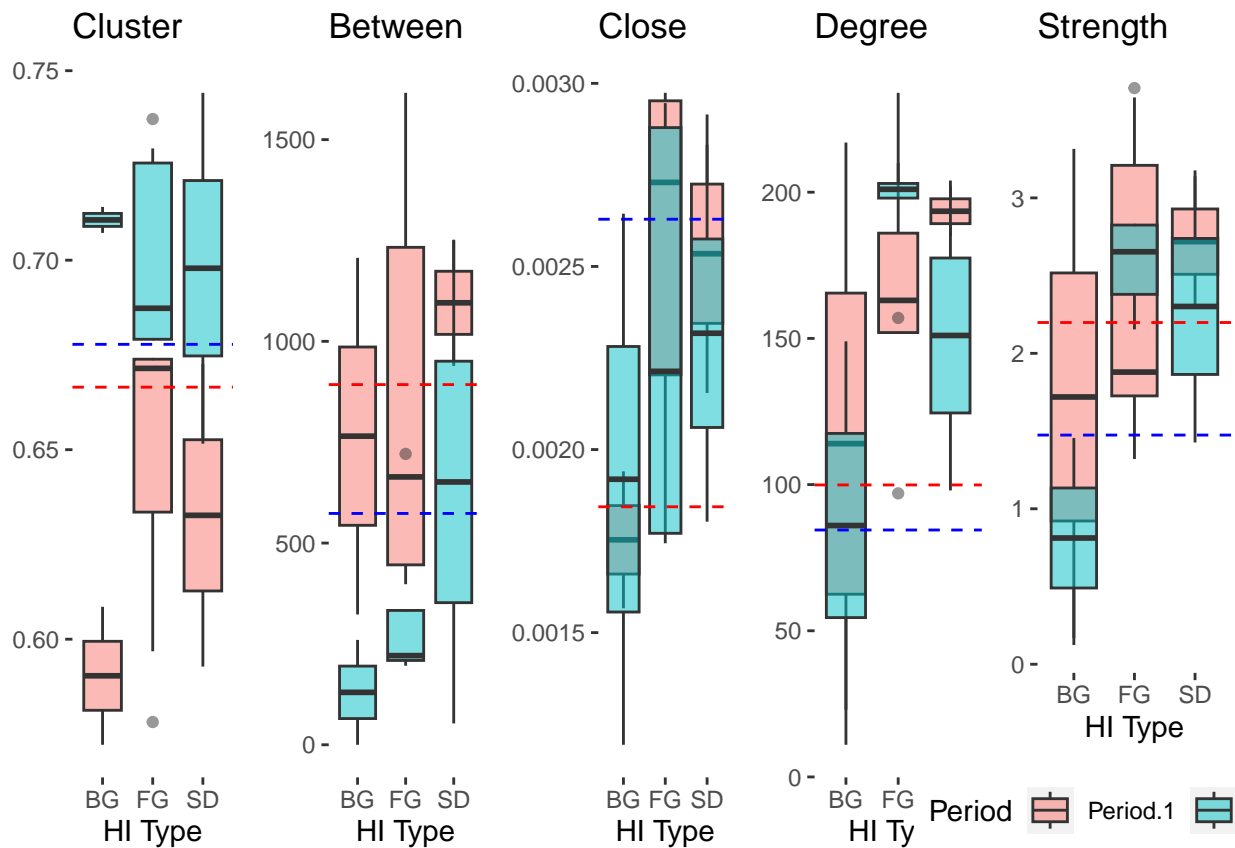 Cluster
Between
Close
Degree
Strength
0.75
0.70
0.65
0.60
BG
FG
SD
HI Type
1500
1000
500
0
BG
FG
SD
HI Type
0.0030
0.0025
0.0020
0.0015
BG
FG
SD
HI Type
200
150
100
50
0
BG
FG
HI Ty
3
2
1
0
BG
FG
SD
HI Type
Period
Period.1